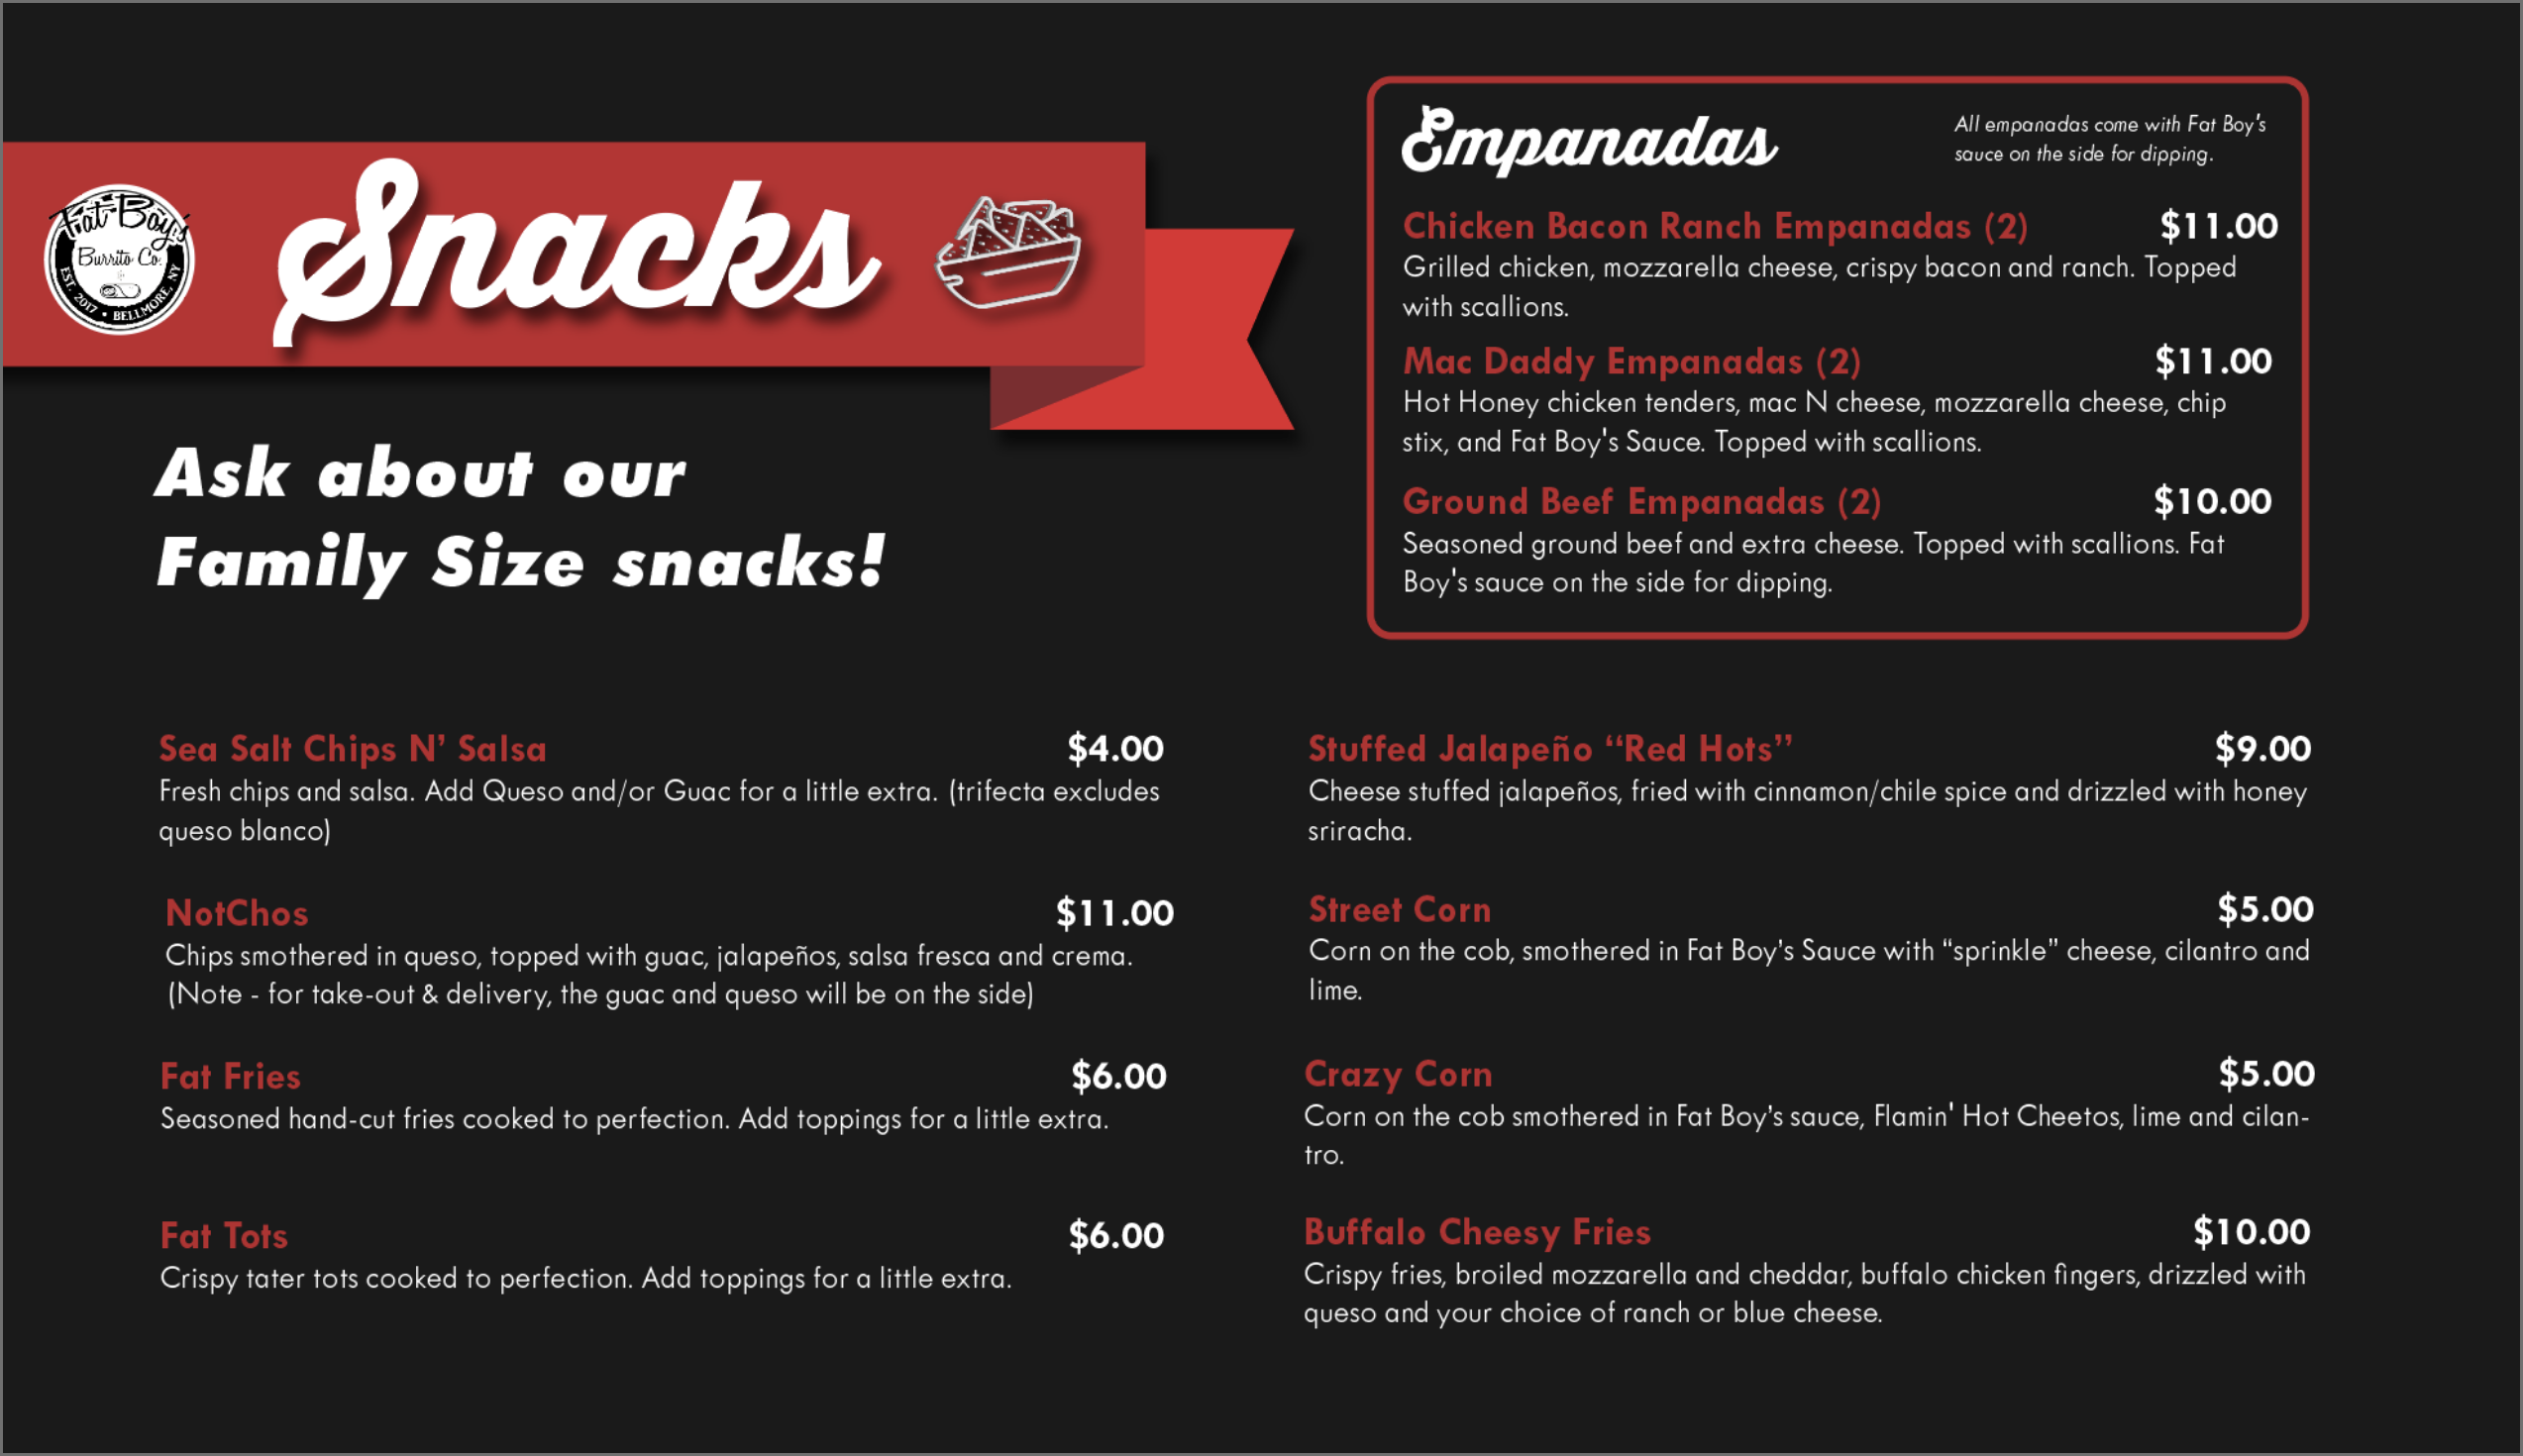 Fat Boy's
Burrito Co.
EST. 2017 • BELLMORE, NY
Snacks
Ask about our
Family Size snacks!
Empanadas
All empanadas come with Fat Boy's
sauce on the side for dipping.
Chicken Bacon Ranch Empanadas (2) $11.00
Grilled chicken, mozzarella cheese, crispy bacon and ranch. Topped
with scallions.
Mac Daddy Empanadas (2) $11.00
Hot Honey chicken tenders, mac N cheese, mozzarella cheese, chip
stix, and Fat Boy's Sauce. Topped with scallions.
Ground Beef Empanadas (2) $10.00
Seasoned ground beef and extra cheese. Topped with scallions. Fat
Boy's sauce on the side for dipping.
Sea Salt Chips N’ Salsa $4.00
Fresh chips and salsa. Add Queso and/or Guac for a little extra. (trifecta excludes
queso blanco)
NotChos $11.00
Chips smothered in queso, topped with guac, jalapeños, salsa fresca and crema.
(Note - for take-out & delivery, the guac and queso will be on the side)
Fat Fries $6.00
Seasoned hand-cut fries cooked to perfection. Add toppings for a little extra.
Fat Tots $6.00
Crispy tater tots cooked to perfection. Add toppings for a little extra.
Stuffed Jalapeño “Red Hots” $9.00
Cheese stuffed jalapeños, fried with cinnamon/chile spice and drizzled with honey
sriracha.
Street Corn $5.00
Corn on the cob, smothered in Fat Boy’s Sauce with “sprinkle” cheese, cilantro and
lime.
Crazy Corn $5.00
Corn on the cob smothered in Fat Boy’s sauce, Flamin' Hot Cheetos, lime and cilan-
tro.
Buffalo Cheesy Fries $10.00
Crispy fries, broiled mozzarella and cheddar, buffalo chicken fingers, drizzled with
queso and your choice of ranch or blue cheese.